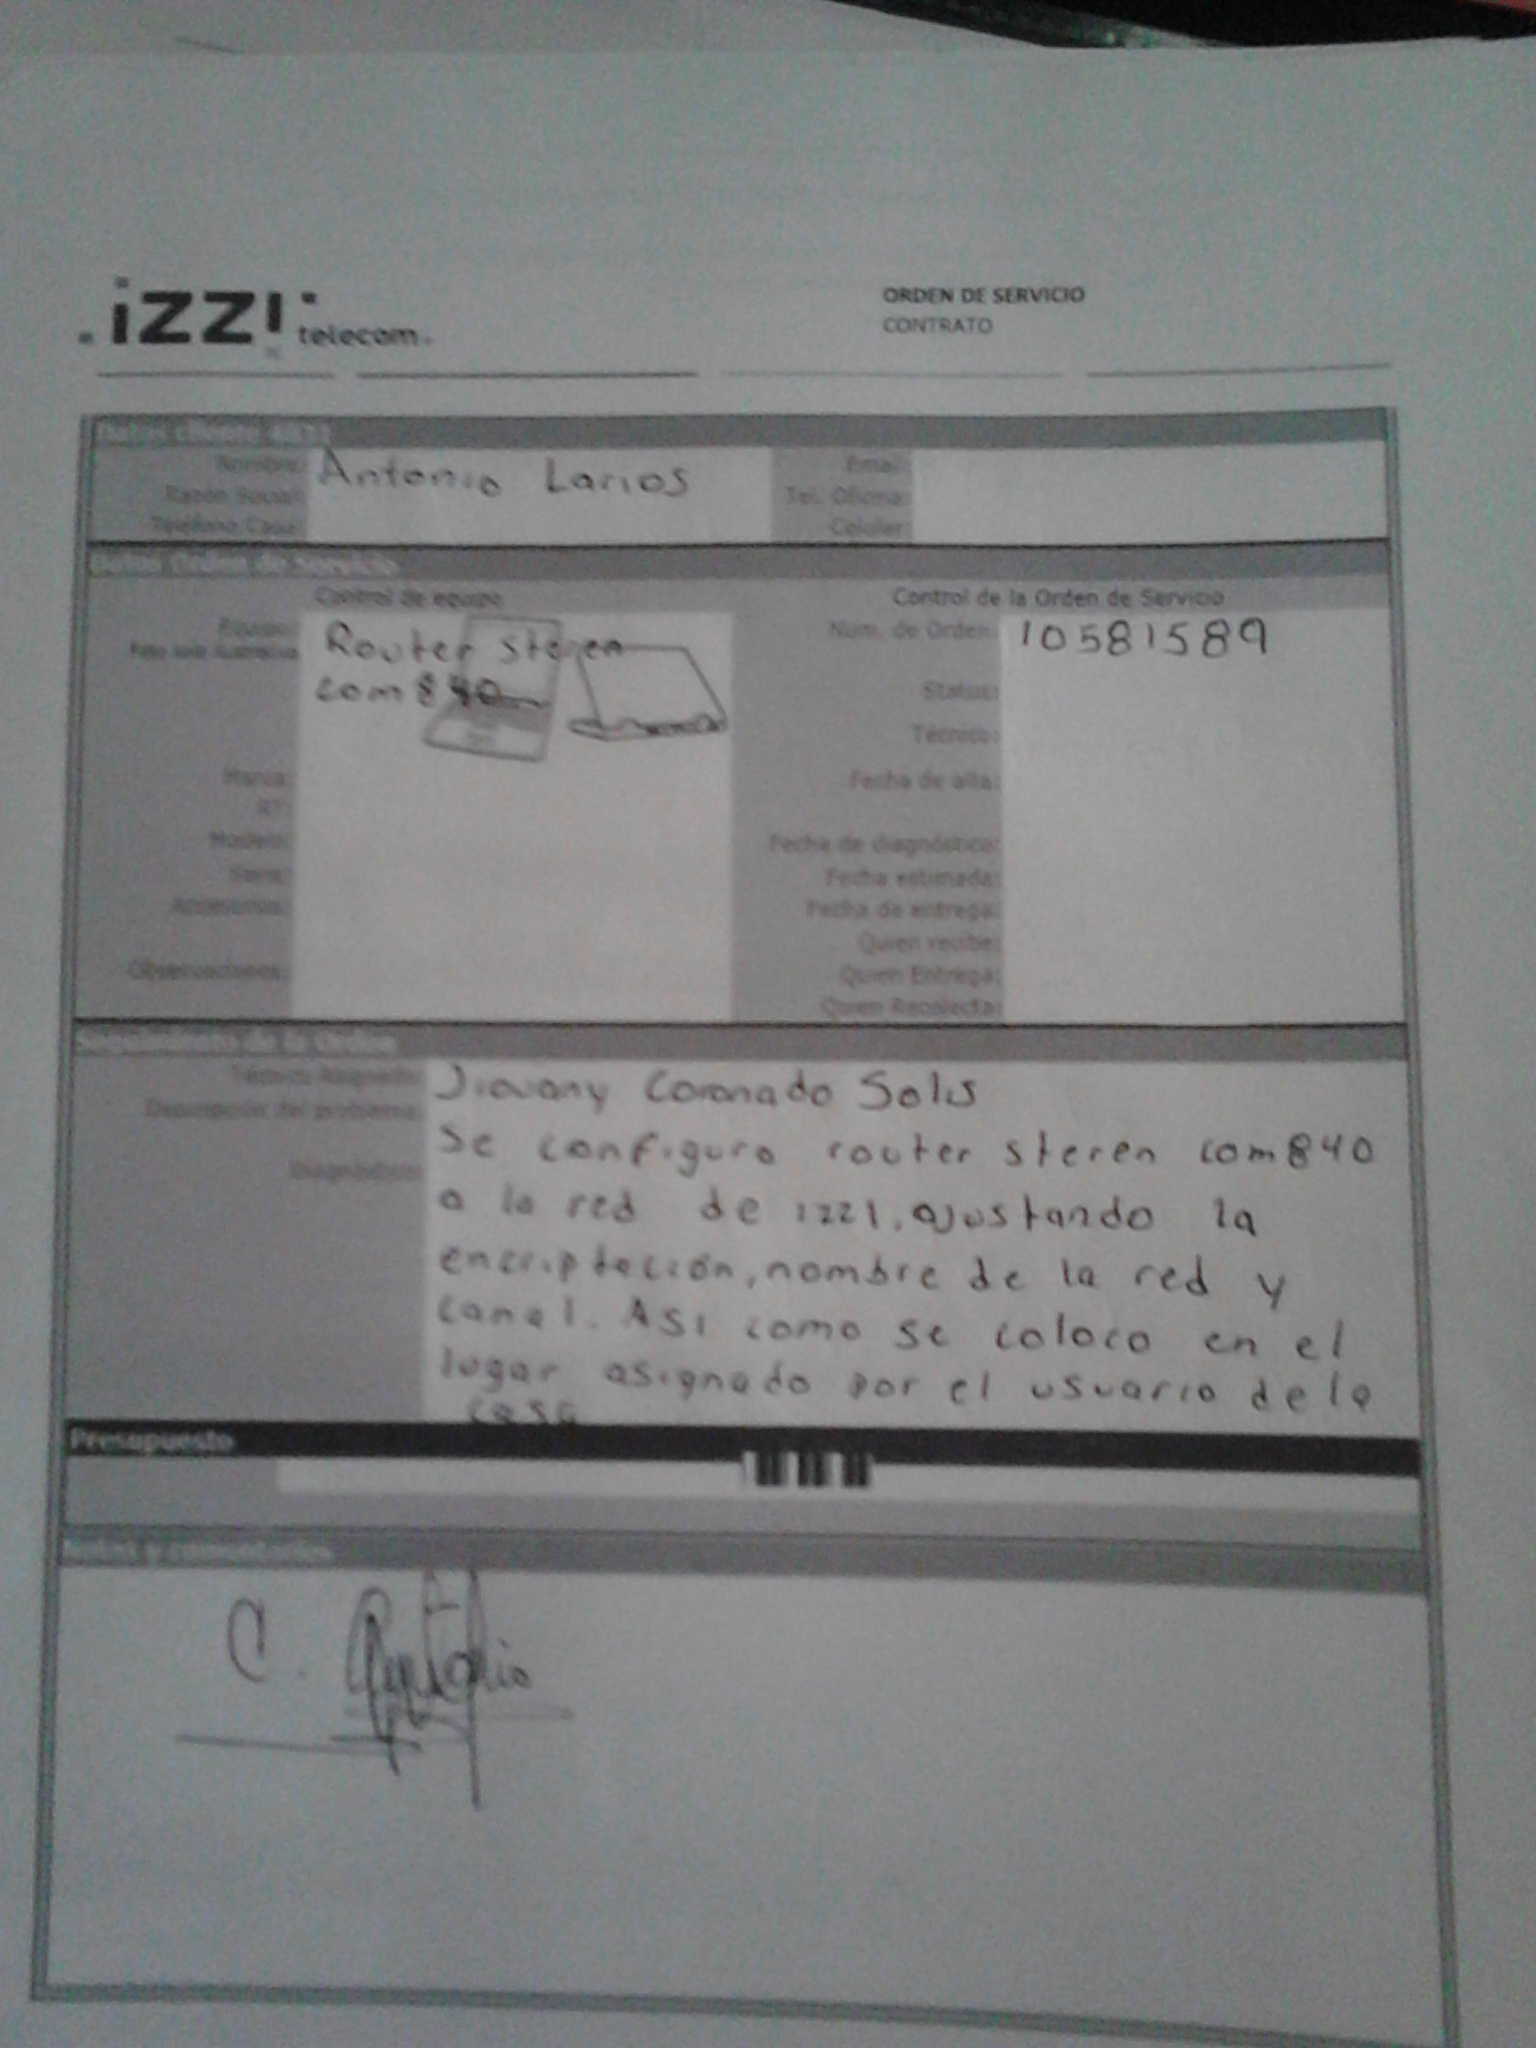 izzi telecom
ORDEN DE SERVICIO
CONTRATO
Datos cliente
Nombre: Antonio Larios
Razón Social:
Teléfono Casa:
Email:
Tel. Oficina:
Celular:
Datos Orden de Servicio
Control de equipo
Equipo: Router steren
Foto solo ilustrativa
com 840
Marca:
Modelo:
Serie:
Accesorios:
Observaciones:
Control de la Orden de Servicio
Num. de Orden: 10581589
Status:
Técnico:
Fecha de alta:
Fecha de diagnóstico:
Fecha estimada:
Fecha de entrega:
Quien recibe:
Quien Entrega:
Quien Recolecta:
Seguimiento de la Orden
Técnico Asignado: Jiovany Coronado Solis
Descripción del problema:
Diagnóstico:
Se configuro router steren com840
a la red de izzi, ajustando la
encriptación, nombre de la red y
canal. Asi como se coloco en el
lugar asignado por el usuario de la
casa
Presupuesto
Notas y comentarios
C. Antonio